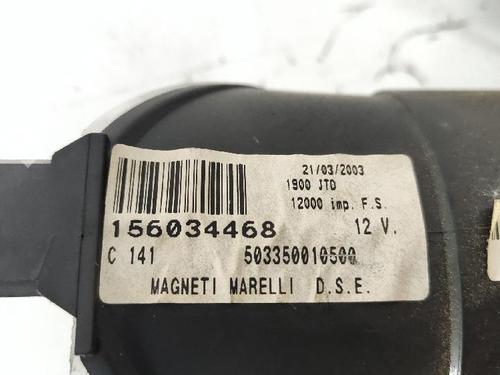 21/03/2003
1900 JTD
12000 imp. F.S.
156034468 12 V.
C 141 503350010500
MAGNETI MARELLI D.S.E.